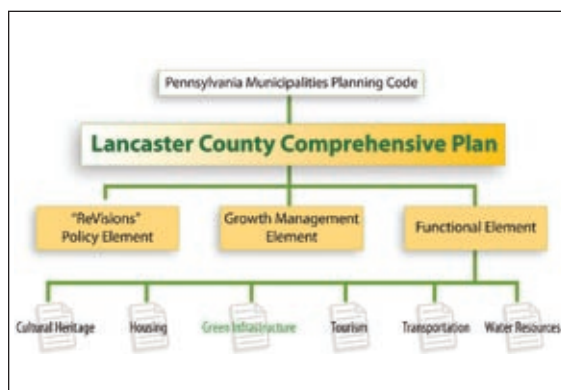 Pennsylvania Municipalities Planning Code
Lancaster County Comprehensive Plan
"ReVisions"
Policy Element
Growth Management
Element
Functional Element
Cultural Heritage
Housing
Green Infrastructure
Tourism
Transportation
Water Resources